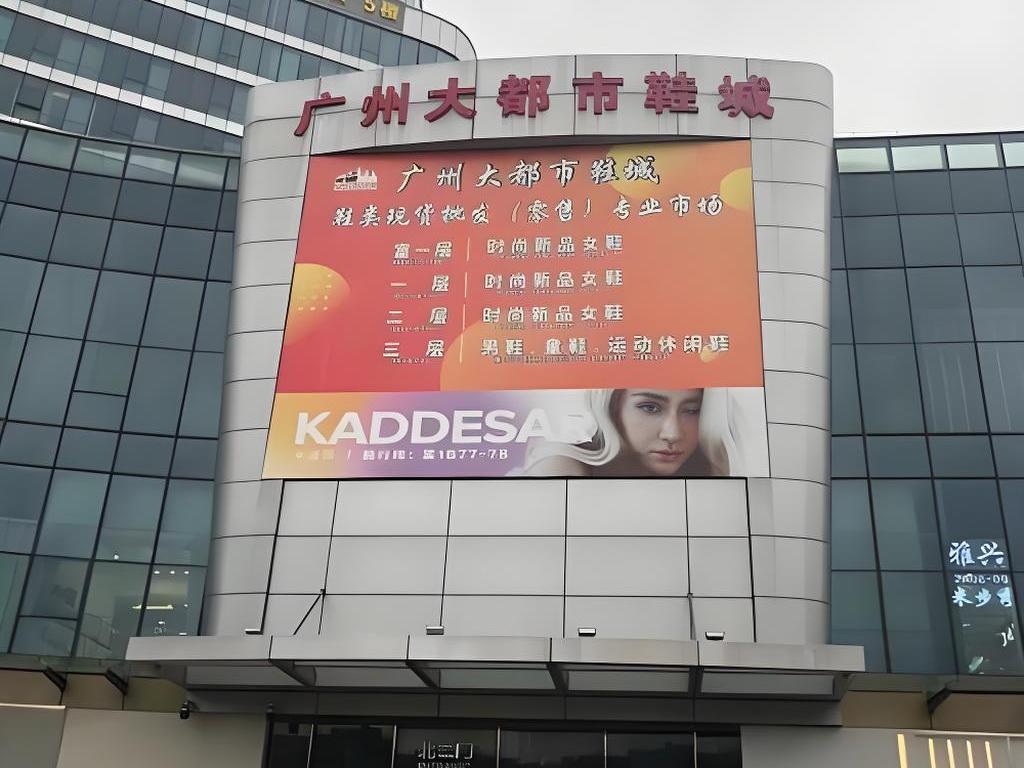 广州大都市鞋城
广州大都市鞋城
鞋类现货批发（零售）专业市场
一层 时尚新品女鞋
一 层 时尚新品女鞋
二 层 时尚新品女鞋
三 层 男鞋、童鞋、运动休闲鞋
KADDESAR
1077-78
雅兴
北三门